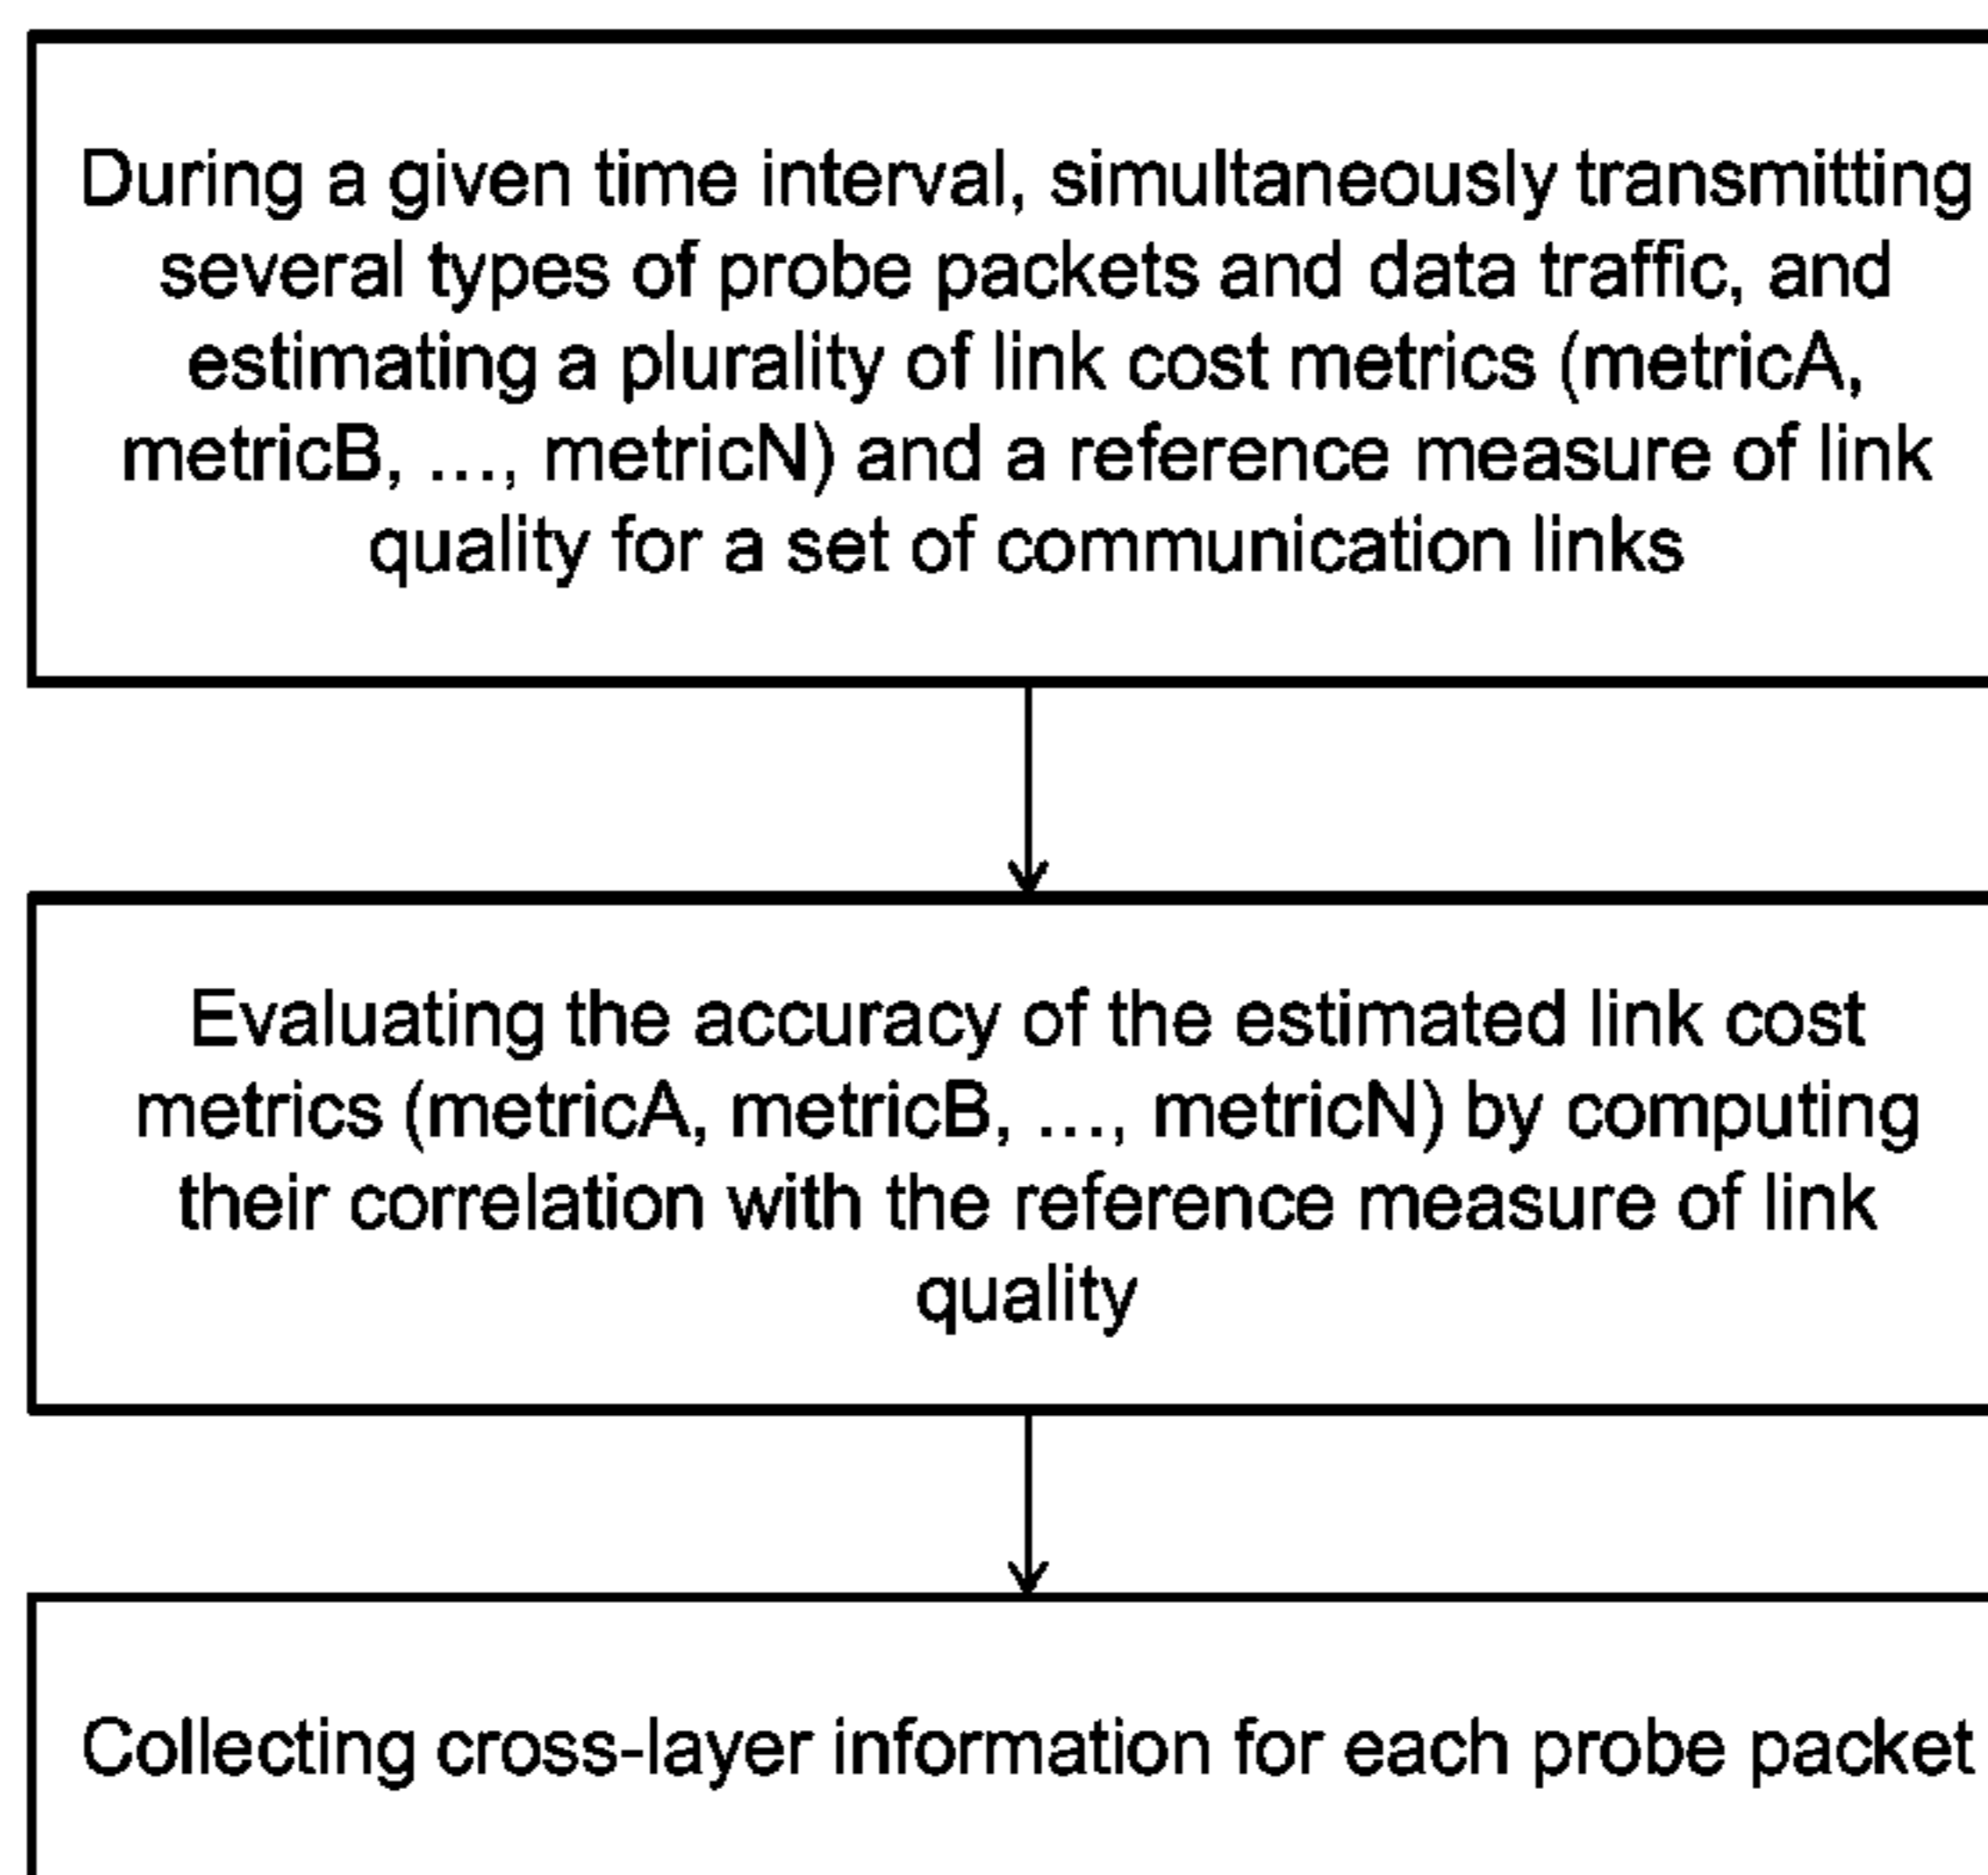 During a given time interval, simultaneously transmitting
several types of probe packets and data traffic, and
estimating a plurality of link cost metrics (metricA,
metricB, ..., metricN) and a reference measure of link
quality for a set of communication links
Evaluating the accuracy of the estimated link cost
metrics (metricA, metricB, ..., metricN) by computing
their correlation with the reference measure of link
quality
Collecting cross-layer information for each probe packet